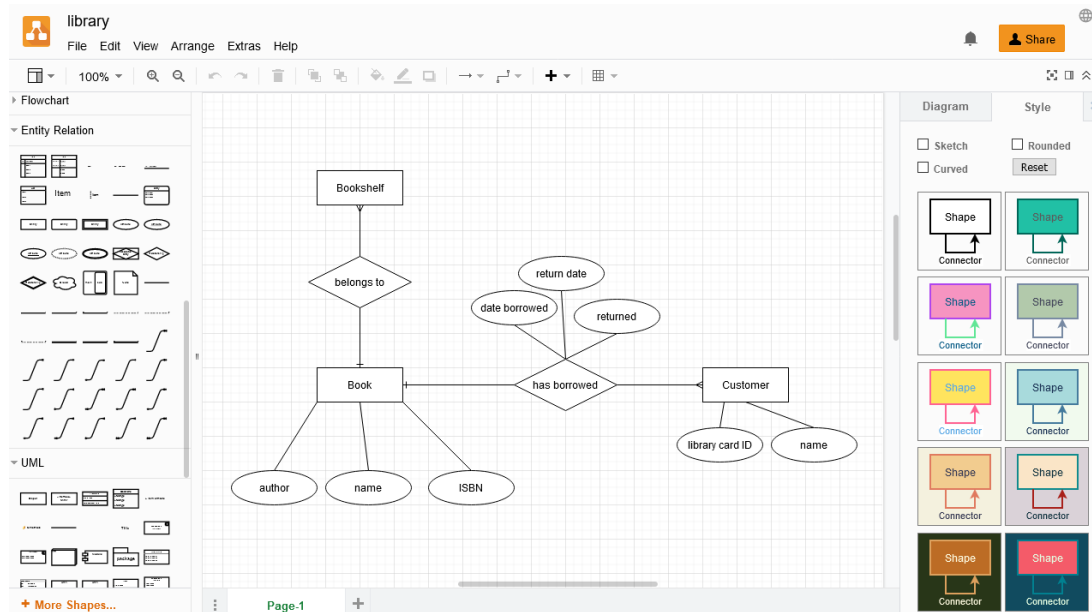 library
File Edit View Arrange Extras Help
Share
100%
Flowchart
Entity Relation
Item
UML
package
+ More Shapes...
Bookshelf
belongs to
return date
date borrowed
returned
Book
has borrowed
Customer
library card ID
name
author
name
ISBN
Page-1
Diagram
Style
Sketch
Rounded
Curved
Reset
Shape
Shape
Connector
Connector
Shape
Shape
Connector
Connector
Shape
Shape
Connector
Connector
Shape
Shape
Connector
Connector
Shape
Shape
Connector
Connector